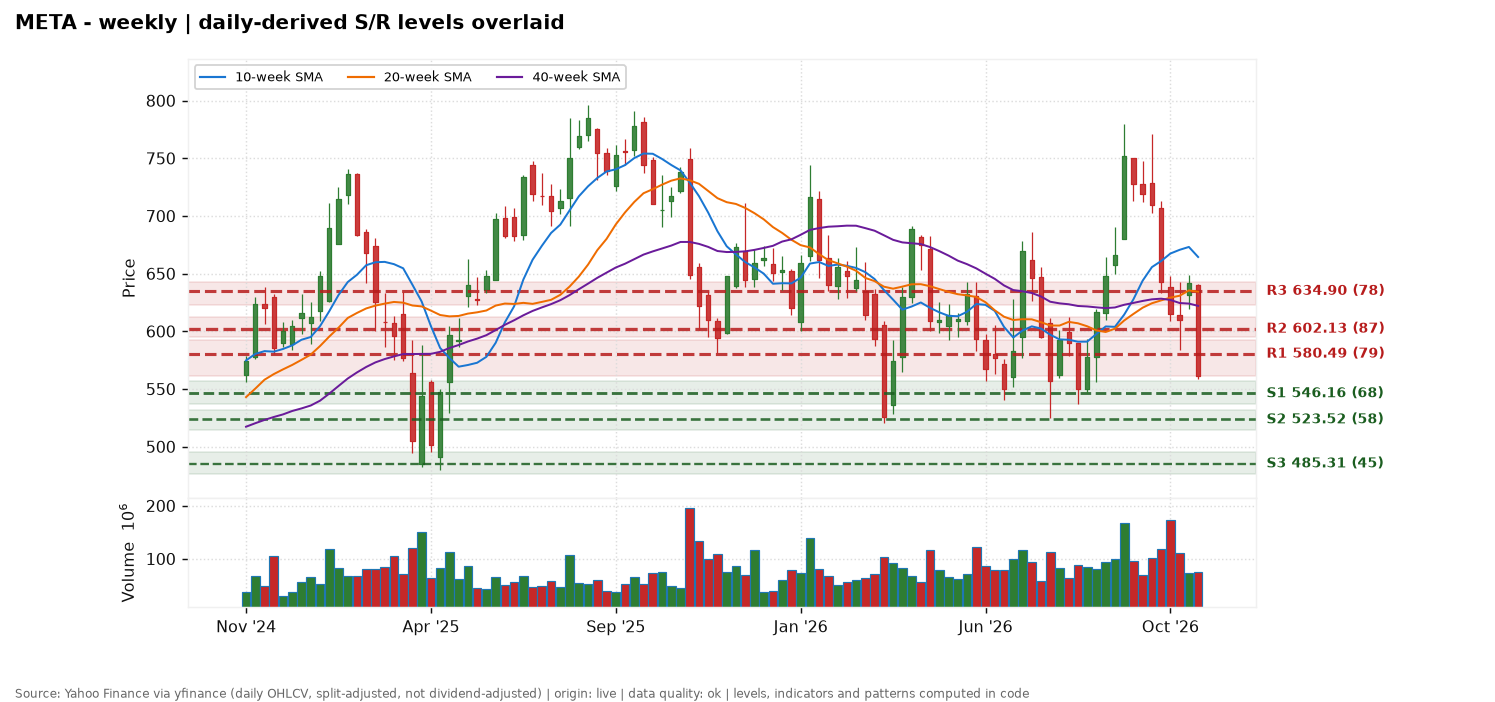 META - weekly | daily-derived S/R levels overlaid
10-week SMA 20-week SMA 40-week SMA
Price
800
750
700
650
600
550
500
R3 634.90 (78)
R2 602.13 (87)
R1 580.49 (79)
S1 546.16 (68)
S2 523.52 (58)
S3 485.31 (45)
Volume 10⁶
200
100
Nov '24 Apr '25 Sep '25 Jan '26 Jun '26 Oct '26
Source: Yahoo Finance via yfinance (daily OHLCV, split-adjusted, not dividend-adjusted) | origin: live | data quality: ok | levels, indicators and patterns computed in code